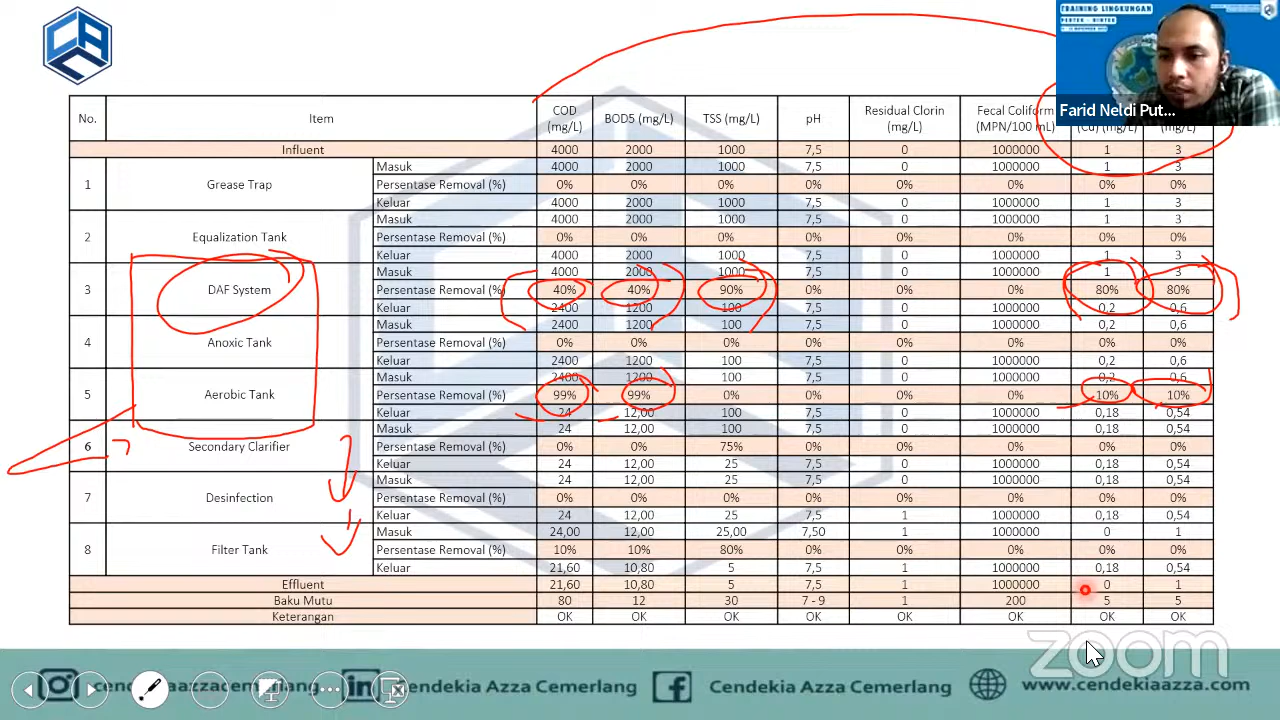 TRAINING LINGKUNGAN
Farid Neldi Put...
No. Item COD (mg/L) BOD5 (mg/L) TSS (mg/L) pH Residual Clorin (mg/L) Fecal Coliform (MPN/100 mL) (Cu) (mg/L) (mg/L)
Influent 4000 2000 1000 7,5 0 1000000 1 3
1 Grease Trap Masuk 4000 2000 1000 7,5 0 1000000 1 3
Persentase Removal (%) 0% 0% 0% 0% 0% 0% 0% 0%
Keluar 4000 2000 1000 7,5 0 1000000 1 3
2 Equalization Tank Masuk 4000 2000 1000 7,5 0 1000000 1 3
Persentase Removal (%) 0% 0% 0% 0% 0% 0% 0% 0%
Keluar 4000 2000 1000 7,5 0 1000000 1 3
3 DAF System Masuk 4000 2000 1000 7,5 0 1000000 1 3
Persentase Removal (%) 40% 40% 90% 0% 0% 0% 80% 80%
Keluar 2400 1200 100 7,5 0 1000000 0,2 0,6
4 Anoxic Tank Masuk 2400 1200 100 7,5 0 1000000 0,2 0,6
Persentase Removal (%) 0% 0% 0% 0% 0% 0% 0% 0%
Keluar 2400 1200 100 7,5 0 1000000 0,2 0,6
5 Aerobic Tank Masuk 2400 1200 100 7,5 0 1000000 0,2 0,6
Persentase Removal (%) 99% 99% 0% 0% 0% 0% 10% 10%
Keluar 24 12,00 100 7,5 0 1000000 0,18 0,54
6 Secondary Clarifier Masuk 24 12,00 100 7,5 0 1000000 0,18 0,54
Persentase Removal (%) 0% 0% 75% 0% 0% 0% 0% 0%
Keluar 24 12,00 25 7,5 0 1000000 0,18 0,54
7 Desinfection Masuk 24 12,00 25 7,5 0 1000000 0,18 0,54
Persentase Removal (%) 0% 0% 0% 0% 0% 0% 0% 0%
Keluar 24 12,00 25 7,5 1 1000000 0,18 0,54
8 Filter Tank Masuk 24,00 12,00 25,00 7,50 1 1000000 0 1
Persentase Removal (%) 10% 10% 80% 0% 0% 0% 0% 0%
Keluar 21,60 10,80 5 7,5 1 1000000 0,18 0,54
Effluent 21,60 10,80 5 7,5 1 1000000 0 1
Baku Mutu 80 12 30 7 - 9 1 200 5 5
Keterangan OK OK OK OK OK OK OK OK
zoom
cendekiaazzacemerlang Cendekia Azza Cemerlang Cendekia Azza Cemerlang www.cendekiaazza.com